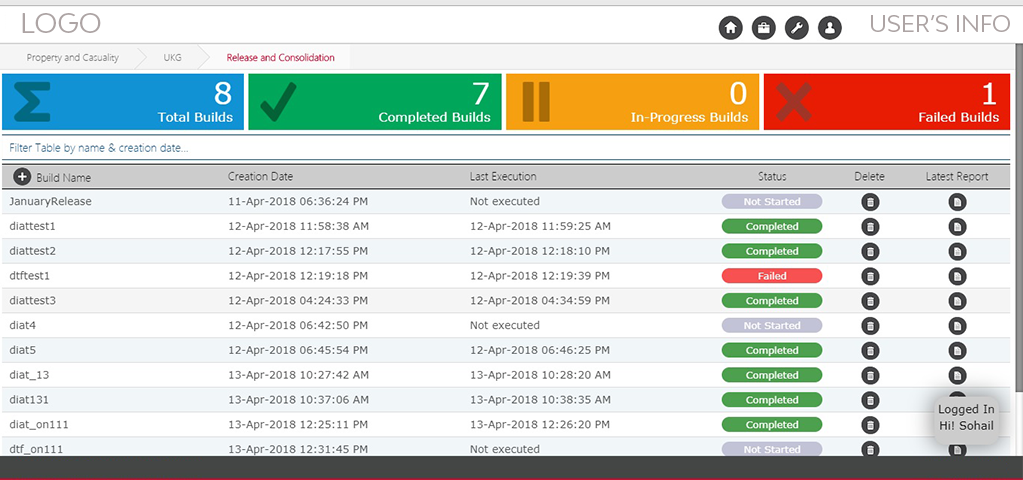 LOGO USER'S INFO
Property and Casuality UKG Release and Consolidation
8 7 0 1
Total Builds Completed Builds In-Progress Builds Failed Builds
Filter Table by name & creation date...
Build Name Creation Date Last Execution Status Delete Latest Report
JanuaryRelease 11-Apr-2018 06:36:24 PM Not executed Not Started
diattest1 12-Apr-2018 11:58:38 AM 12-Apr-2018 11:59:25 AM Completed
diattest2 12-Apr-2018 12:17:55 PM 12-Apr-2018 12:18:10 PM Completed
dtftest1 12-Apr-2018 12:19:18 PM 12-Apr-2018 12:19:39 PM Failed
diattest3 12-Apr-2018 04:24:33 PM 12-Apr-2018 04:34:59 PM Completed
diat4 12-Apr-2018 06:42:50 PM Not executed Not Started
diat5 12-Apr-2018 06:45:54 PM 12-Apr-2018 06:46:25 PM Completed
diat_13 13-Apr-2018 10:27:42 AM 13-Apr-2018 10:28:20 AM Completed
diat131 13-Apr-2018 10:37:06 AM 13-Apr-2018 10:38:35 AM Completed
diat_on111 13-Apr-2018 12:25:11 PM 13-Apr-2018 12:26:20 PM Completed
dtf_on111 13-Apr-2018 12:31:45 PM Not executed Not Started
Logged In
Hi! Sohail